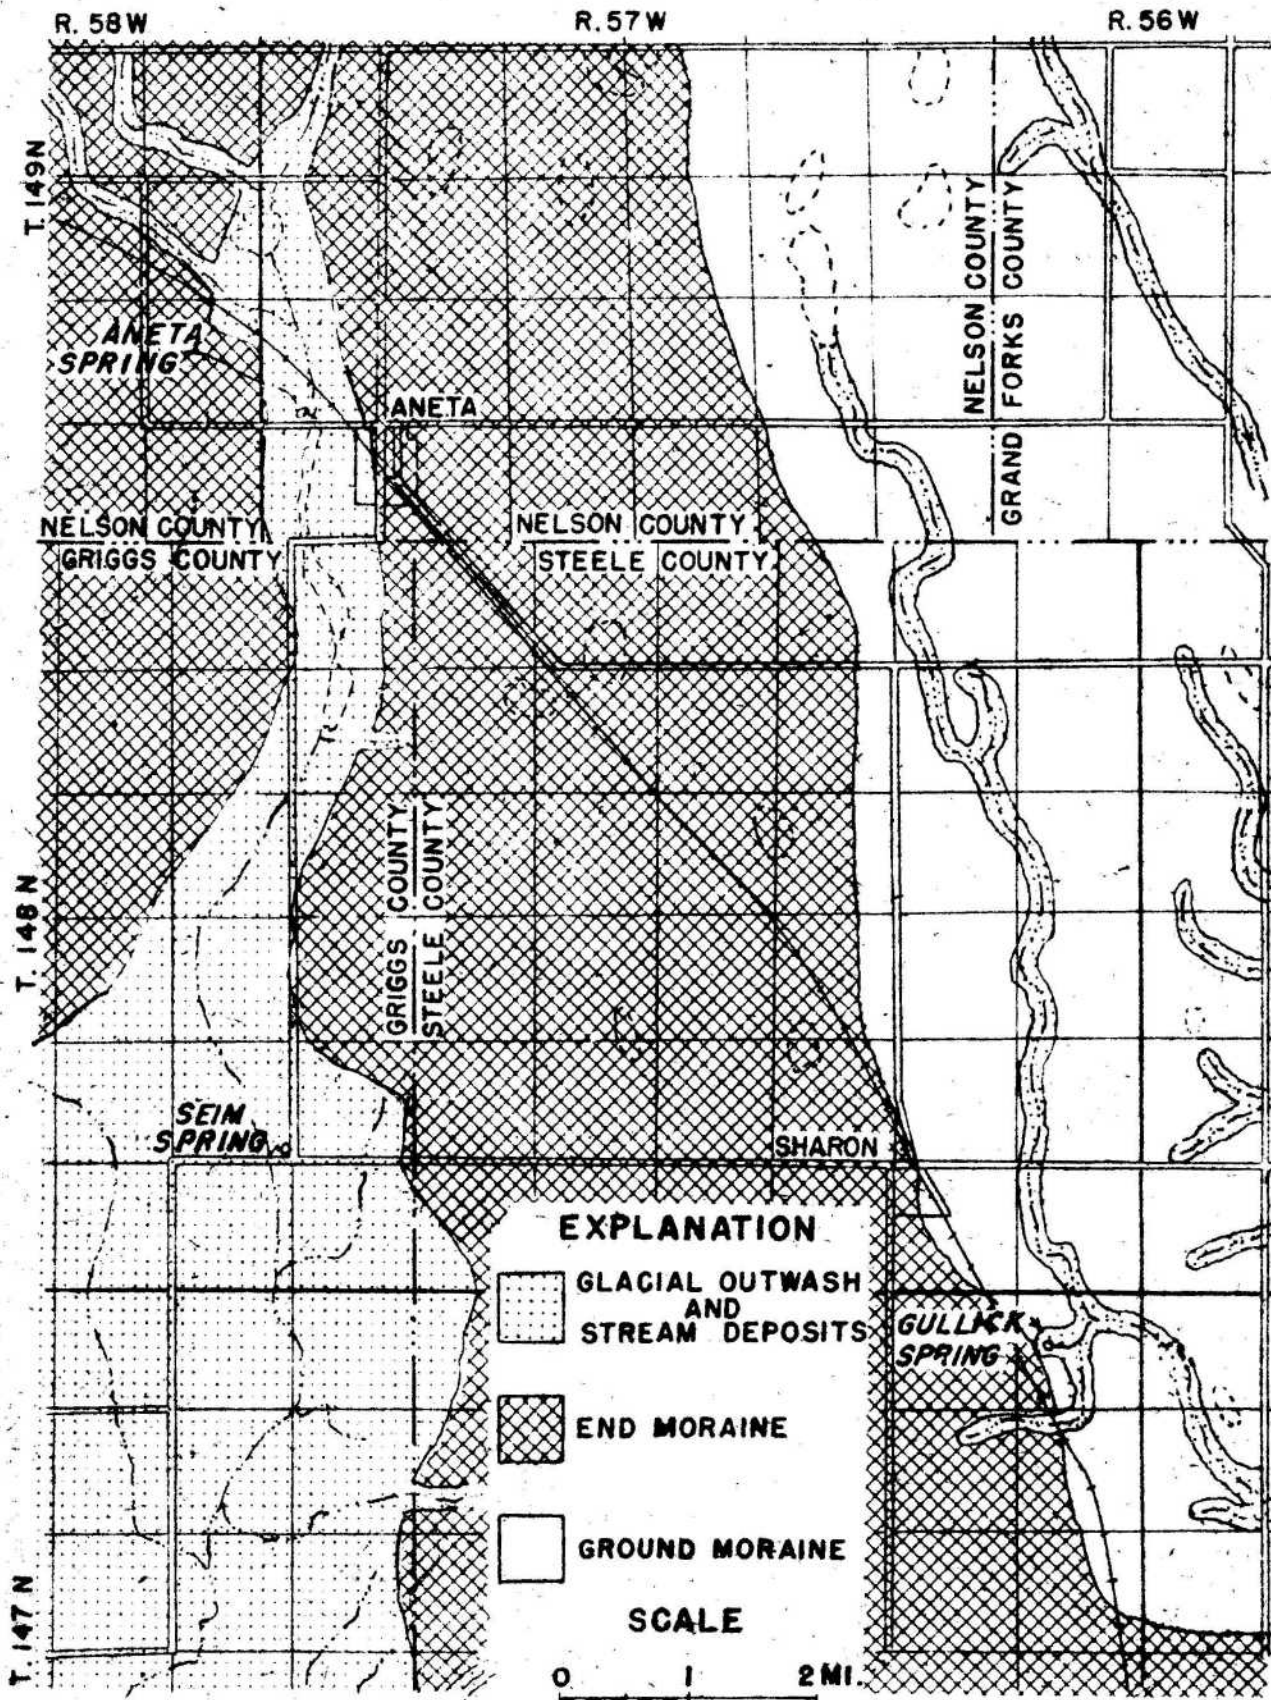 R. 58 W
R. 57 W
R. 56 W
T. 149 N
NELSON COUNTY
GRAND FORKS COUNTY
ANETA
SPRING
ANETA
NELSON COUNTY
GRIGGS COUNTY
NELSON COUNTY
STEELE COUNTY
GRIGGS COUNTY
STEELE COUNTY
T. 148 N
SEIM
SPRING
SHARON
EXPLANATION
GLACIAL OUTWASH
AND
STREAM DEPOSITS
GULLICK
SPRING
END MORAINE
GROUND MORAINE
T. 147 N
SCALE
0 1 2 MI.